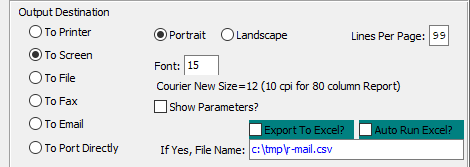 Output Destination
To Printer
To Screen
To File
To Fax
To Email
To Port Directly
Portrait Landscape Lines Per Page: 99
Font: 15
Courier New Size=12 (10 cpi for 80 column Report)
Show Parameters?
Export To Excel? Auto Run Excel?
If Yes, File Name: c:\tmp\r-mail.csv